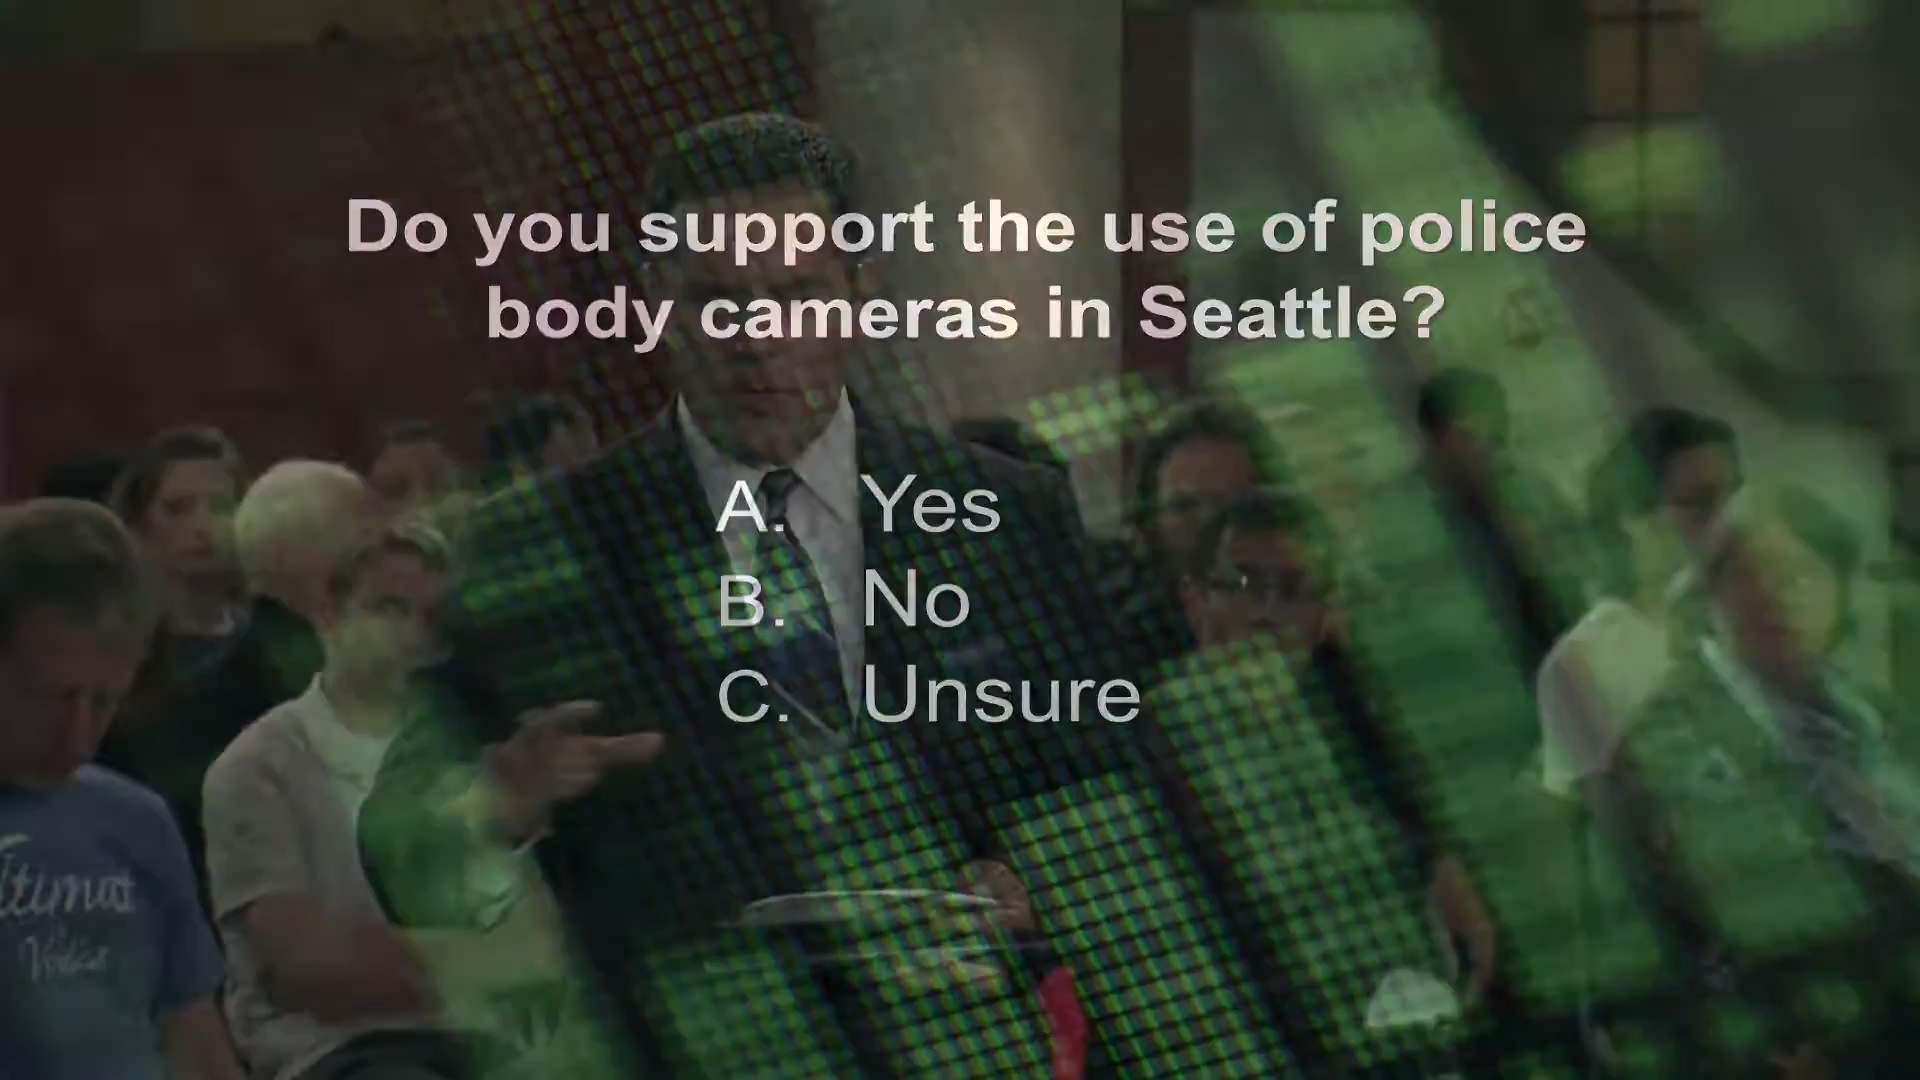 Do you support the use of police
body cameras in Seattle?
A. Yes
B. No
C. Unsure